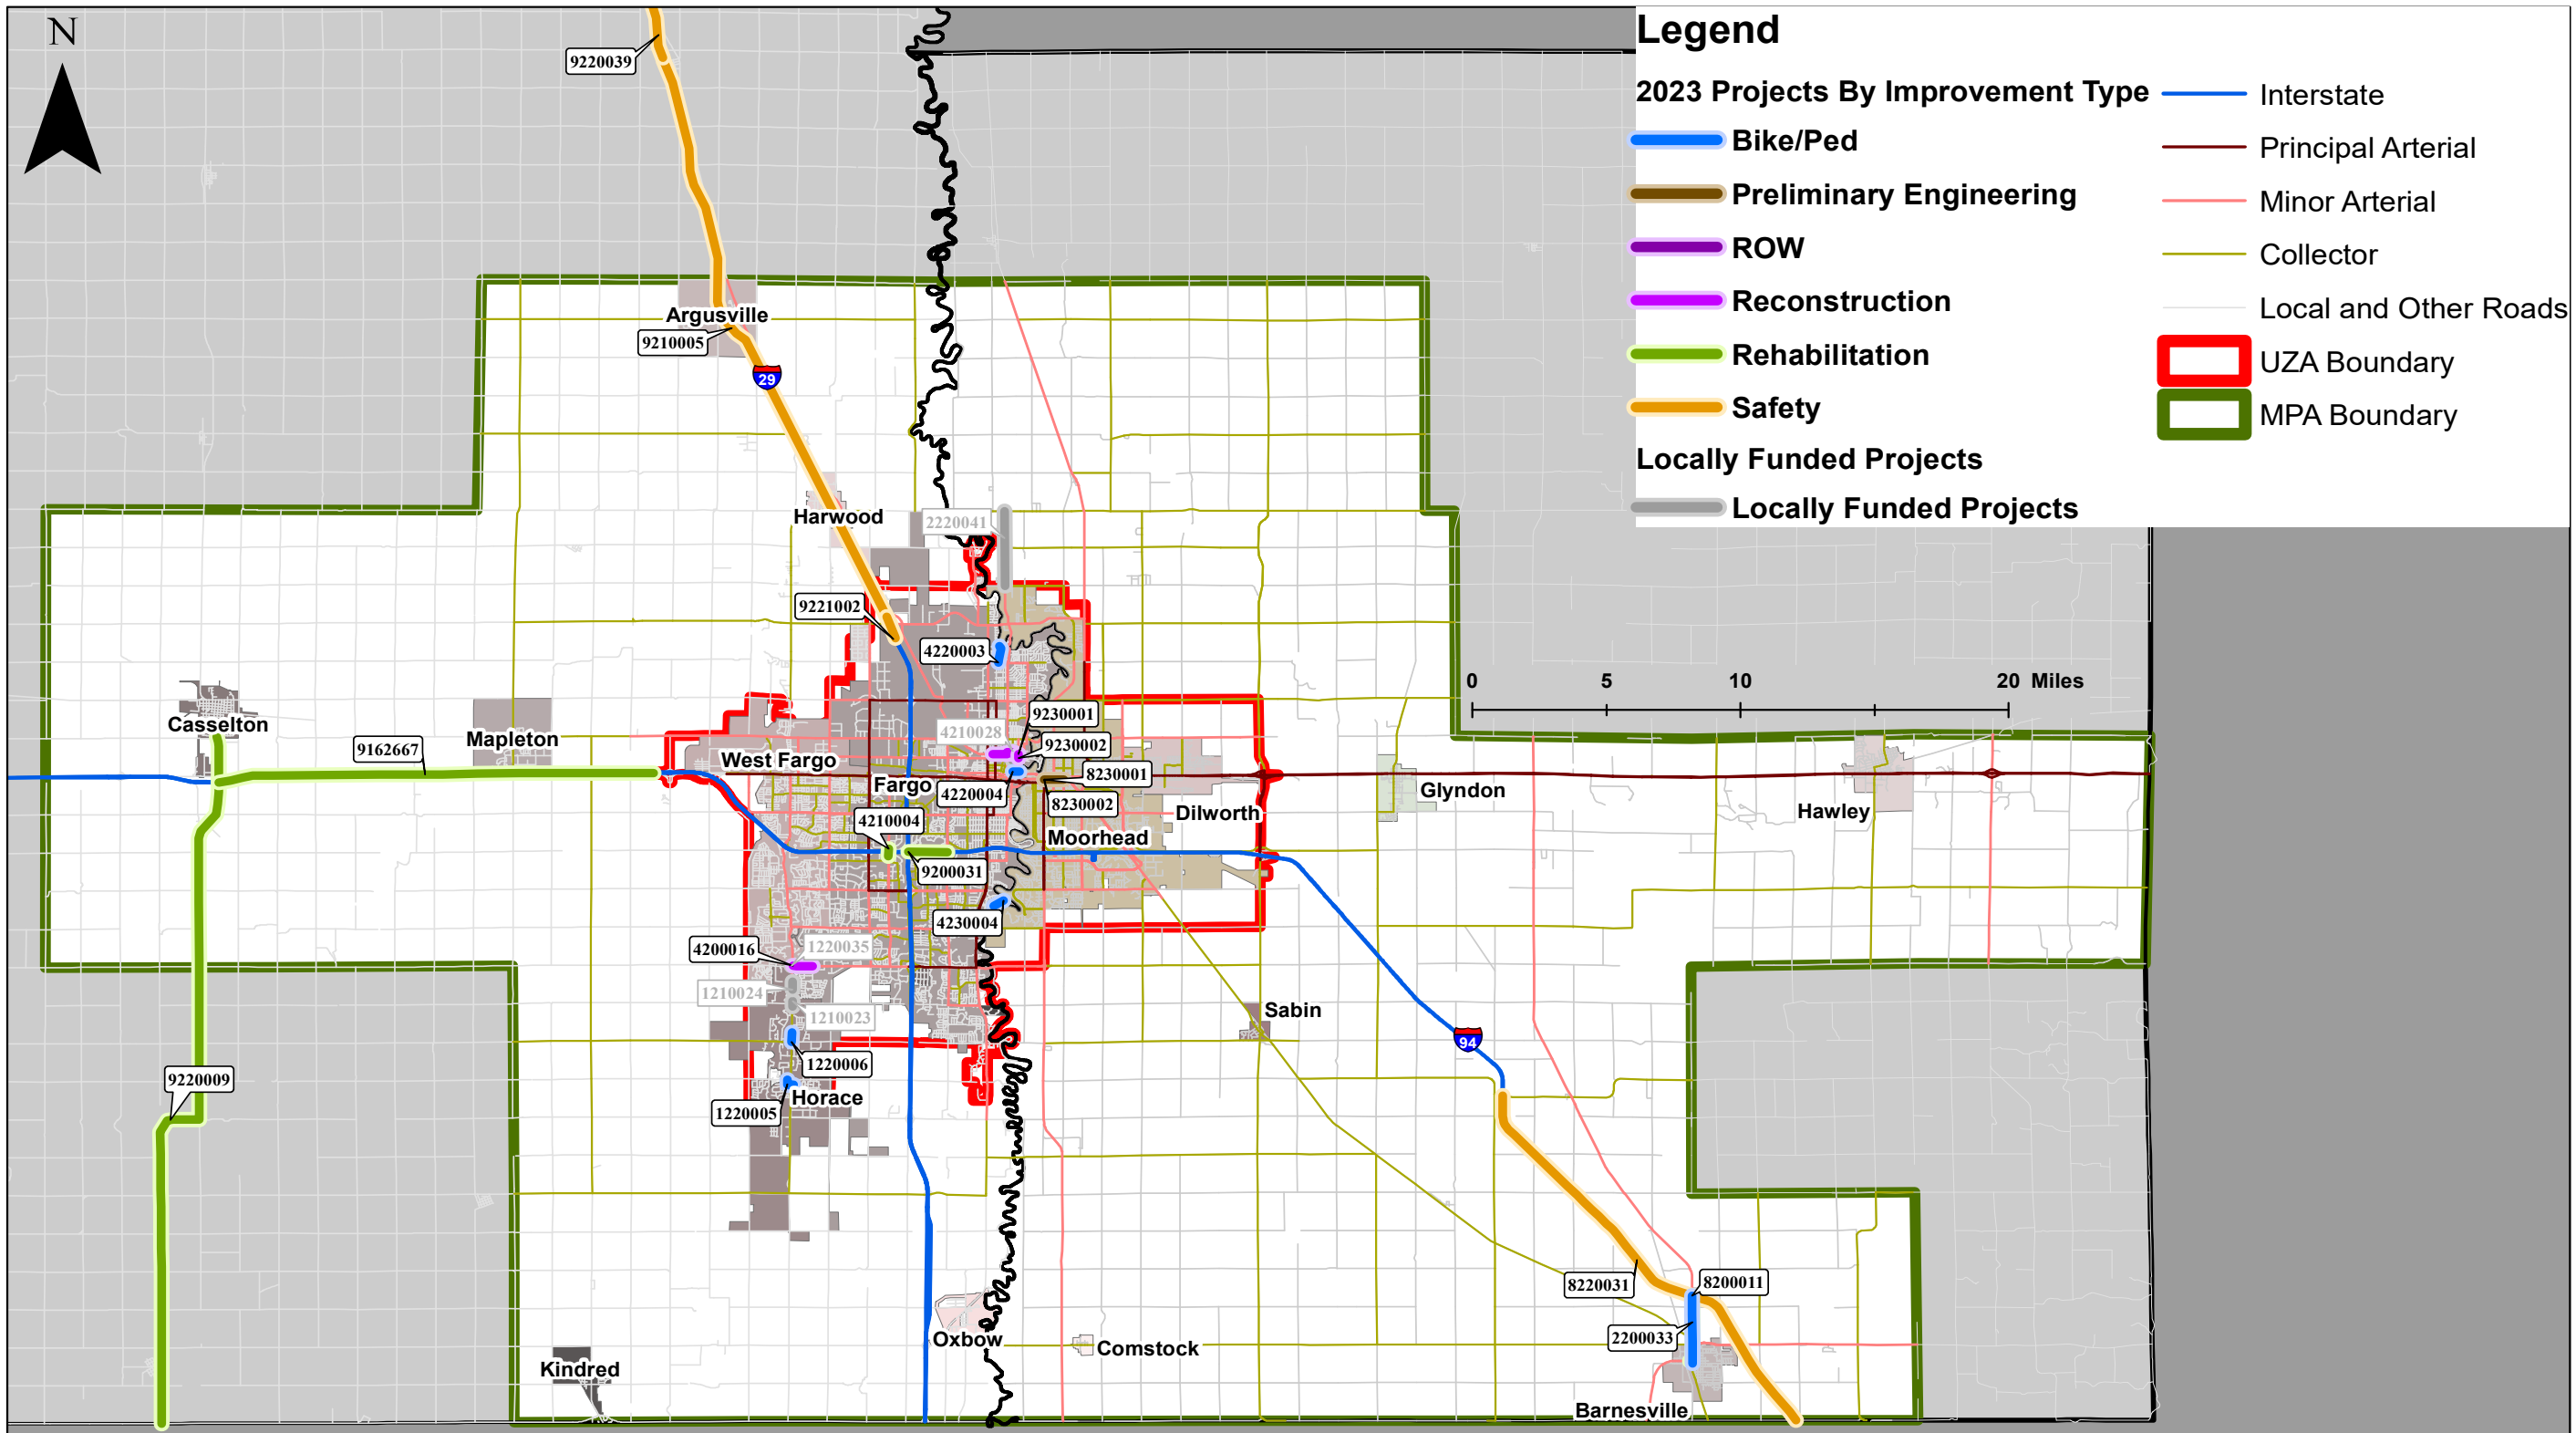 N
Legend
2023 Projects By Improvement Type
Bike/Ped
Preliminary Engineering
ROW
Reconstruction
Rehabilitation
Safety
Locally Funded Projects
Locally Funded Projects
Interstate
Principal Arterial
Minor Arterial
Collector
Local and Other Roads
UZA Boundary
MPA Boundary
9220039
Argusville
9210005
29
Harwood
2220041
9221002
4220003
0 5 10 20 Miles
Casselton
9162667
Mapleton
West Fargo
Fargo
4210028
9230001
9230002
8230001
4220004
8230002
4210004
Moorhead
Dilworth
Glyndon
Hawley
9200031
4230004
4200016
1220035
1210024
1210023
1220006
1220005
Horace
Sabin
94
9220009
8220031
8200011
2200033
Oxbow
Comstock
Kindred
Barnesville